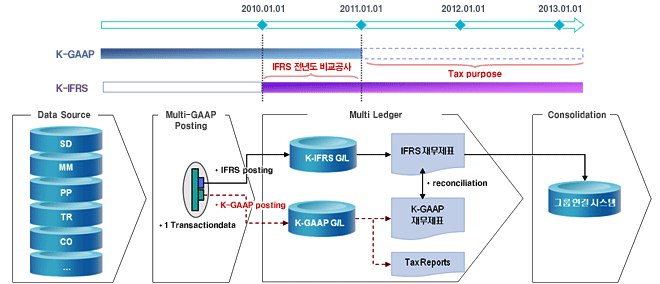 2010.01.01
2011.01.01
2012.01.01
2013.01.01
K-GAAP
IFRS 전년도 비교공시
Tax purpose
K-IFRS
Data Source
SD
MM
PP
TR
CO
...
Multi-GAAP
Posting
• IFRS posting
• K-GAAP posting
• 1 Transactiondata
Multi Ledger
K-IFRS G/L
IFRS 재무제표
• reconciliation
K-GAAP G/L
K-GAAP
재무제표
Tax Reports
Consolidation
그룹 연결 시스템